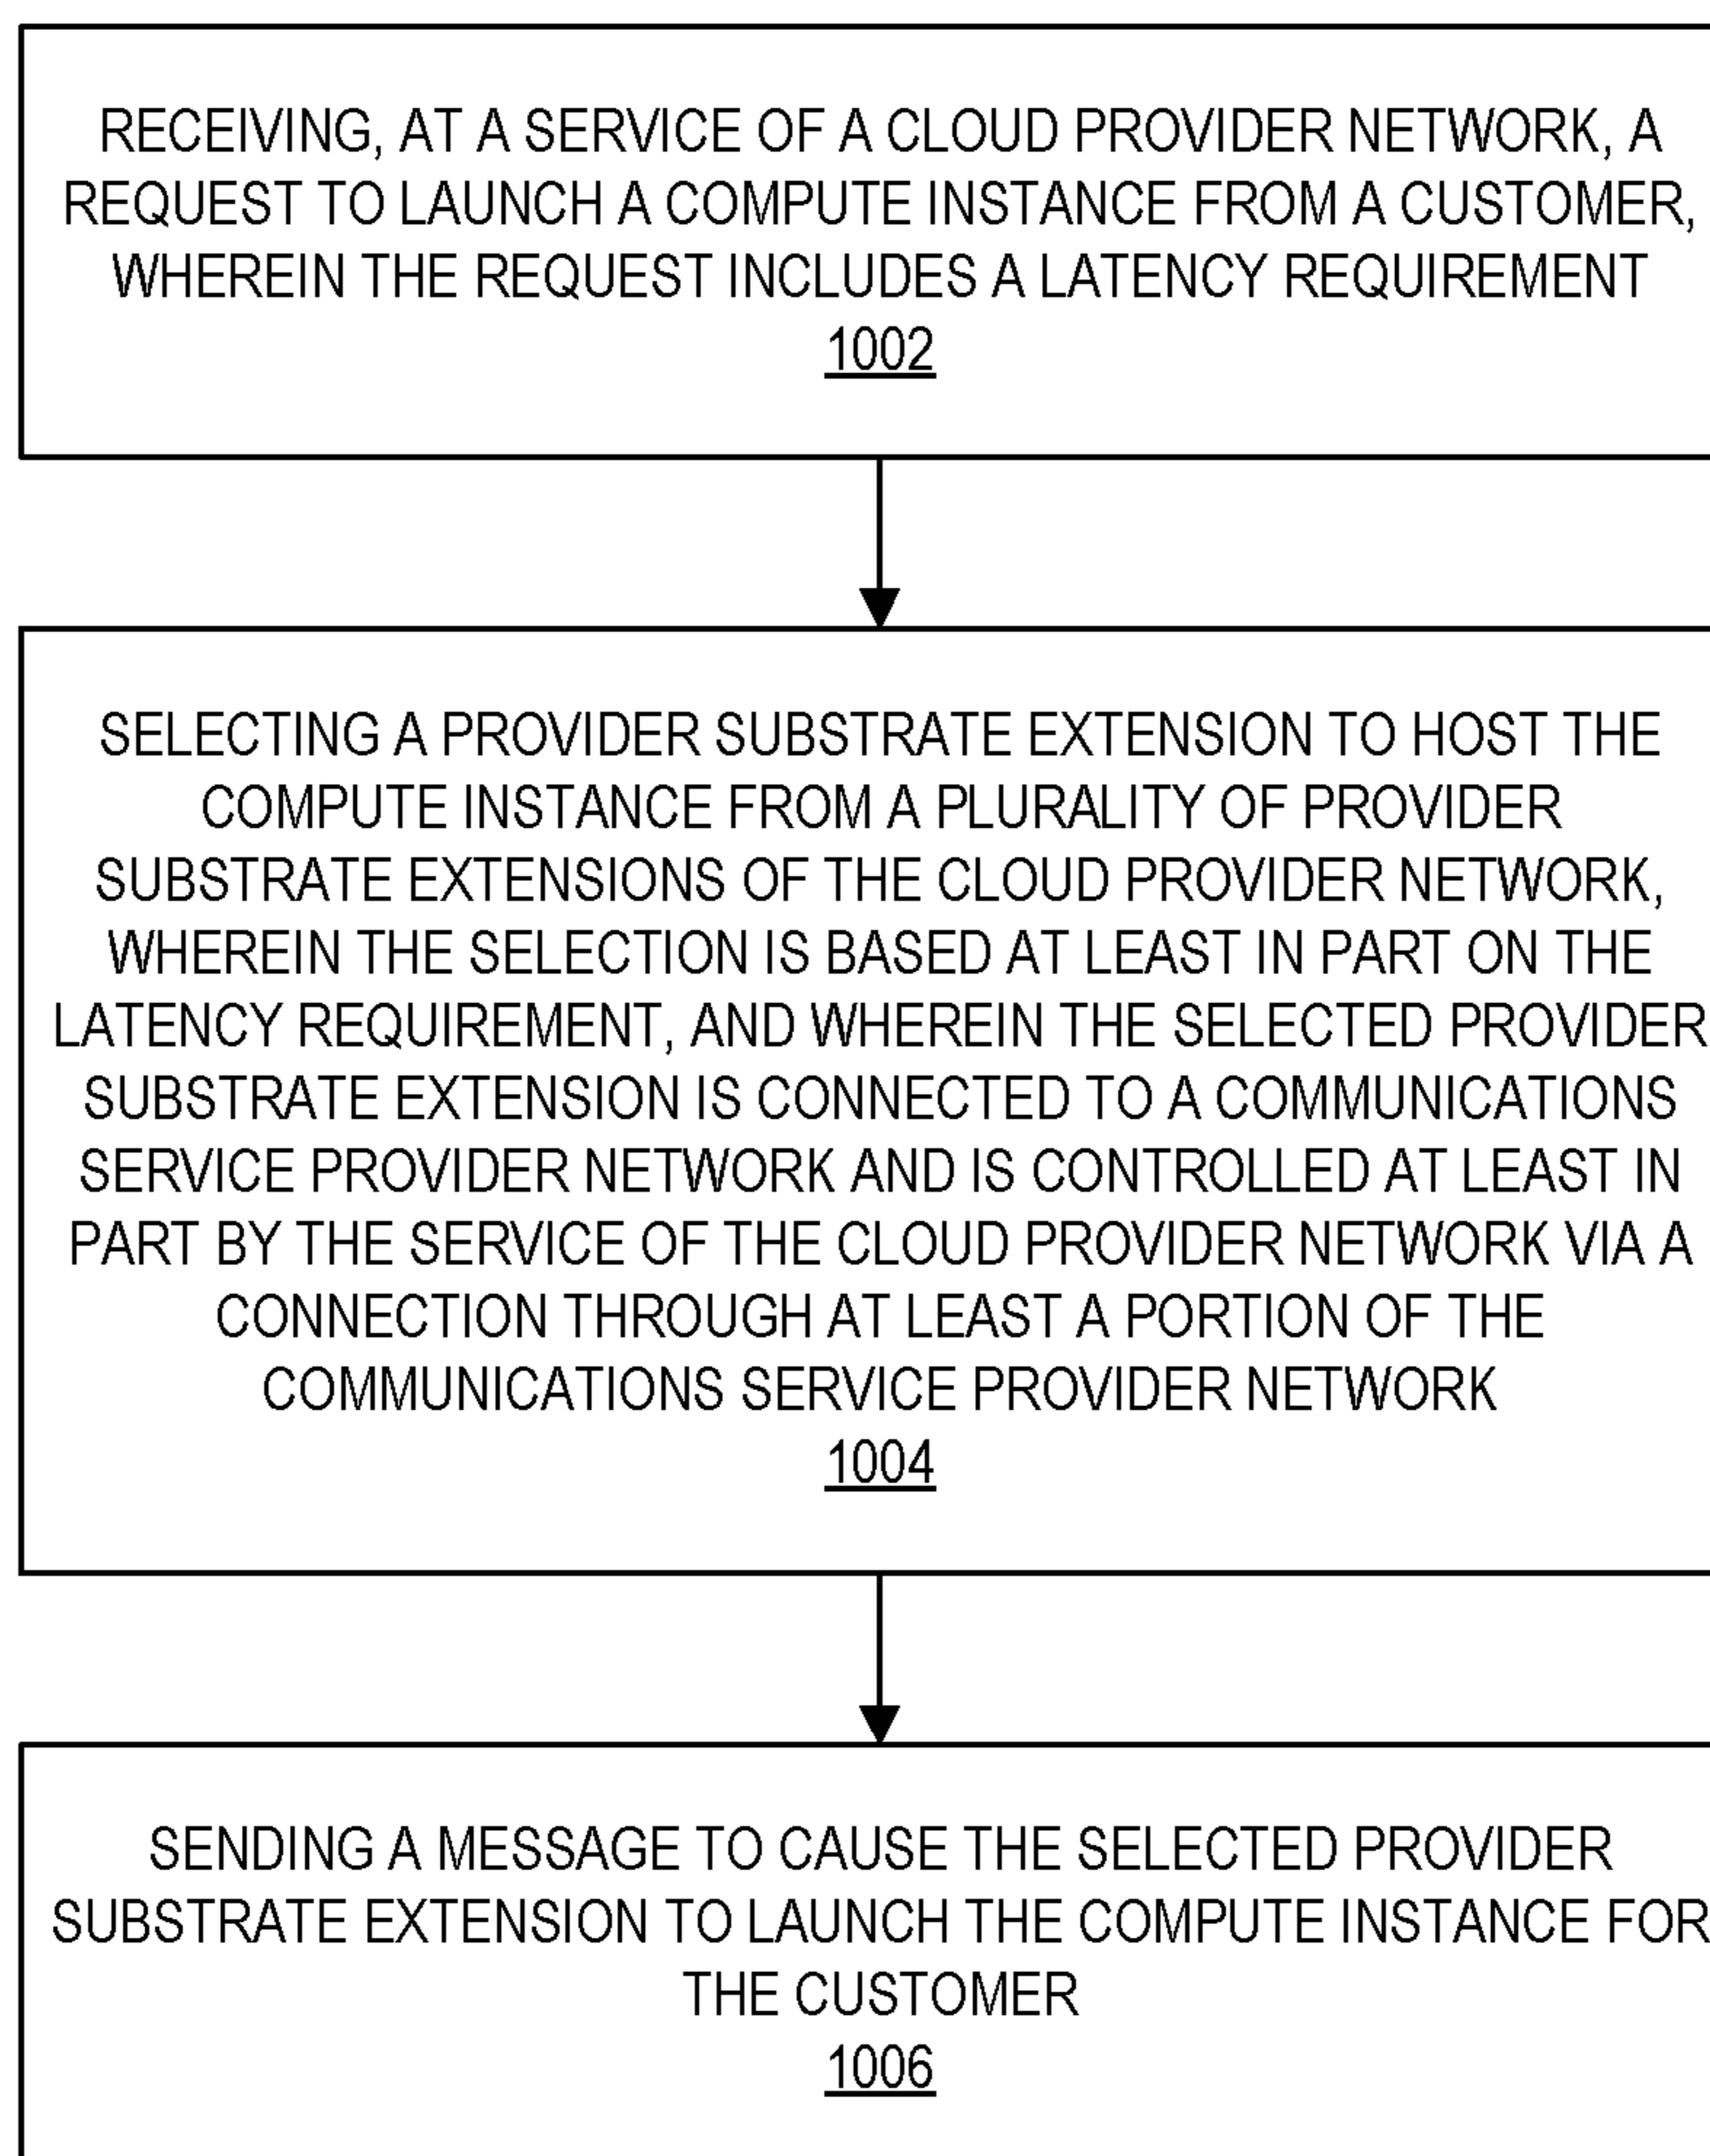 RECEIVING, AT A SERVICE OF A CLOUD PROVIDER NETWORK, A
REQUEST TO LAUNCH A COMPUTE INSTANCE FROM A CUSTOMER,
WHEREIN THE REQUEST INCLUDES A LATENCY REQUIREMENT
1002
SELECTING A PROVIDER SUBSTRATE EXTENSION TO HOST THE
COMPUTE INSTANCE FROM A PLURALITY OF PROVIDER
SUBSTRATE EXTENSIONS OF THE CLOUD PROVIDER NETWORK,
WHEREIN THE SELECTION IS BASED AT LEAST IN PART ON THE
LATENCY REQUIREMENT, AND WHEREIN THE SELECTED PROVIDER
SUBSTRATE EXTENSION IS CONNECTED TO A COMMUNICATIONS
SERVICE PROVIDER NETWORK AND IS CONTROLLED AT LEAST IN
PART BY THE SERVICE OF THE CLOUD PROVIDER NETWORK VIA A
CONNECTION THROUGH AT LEAST A PORTION OF THE
COMMUNICATIONS SERVICE PROVIDER NETWORK
1004
SENDING A MESSAGE TO CAUSE THE SELECTED PROVIDER
SUBSTRATE EXTENSION TO LAUNCH THE COMPUTE INSTANCE FOR
THE CUSTOMER
1006